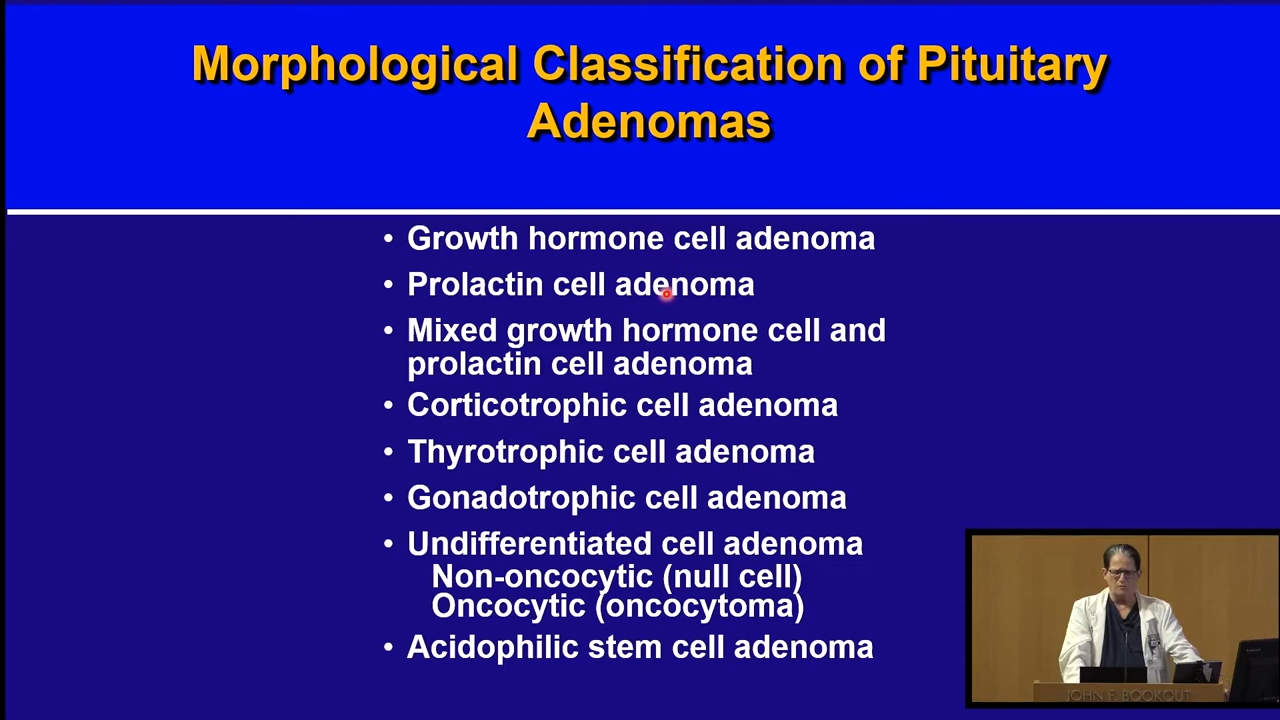 Morphological Classification of Pituitary
Adenomas
• Growth hormone cell adenoma
• Prolactin cell adenoma
• Mixed growth hormone cell and
prolactin cell adenoma
• Corticotrophic cell adenoma
• Thyrotrophic cell adenoma
• Gonadotrophic cell adenoma
• Undifferentiated cell adenoma
Non-oncocytic (null cell)
Oncocytic (oncocytoma)
• Acidophilic stem cell adenoma
JOHN F. BOOKOUT